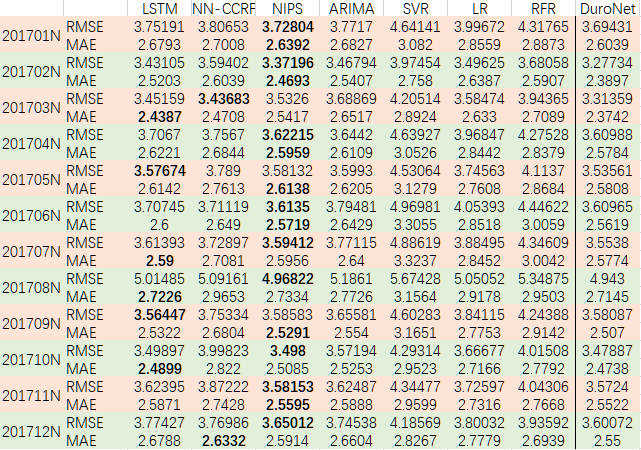 LSTM NN-CCRF NIPS ARIMA SVR LR RFR DuroNet
201701N RMSE 3.75191 3.80653 3.72804 3.7717 4.64141 3.99672 4.31765 3.69431
MAE 2.6793 2.7008 2.6392 2.6827 3.082 2.8559 2.8873 2.6039
201702N RMSE 3.43105 3.59402 3.37196 3.46794 3.97454 3.49625 3.68058 3.27734
MAE 2.5203 2.6039 2.4693 2.5407 2.758 2.6387 2.5907 2.3897
201703N RMSE 3.45159 3.43683 3.5326 3.68869 4.20514 3.58474 3.94365 3.31359
MAE 2.4387 2.4708 2.5417 2.6517 2.8924 2.633 2.7089 2.3742
201704N RMSE 3.7067 3.7567 3.62215 3.6442 4.63927 3.96847 4.27528 3.60988
MAE 2.6221 2.6844 2.5959 2.6109 3.0526 2.8442 2.8379 2.5784
201705N RMSE 3.57674 3.789 3.58132 3.5993 4.53064 3.74563 4.1137 3.53561
MAE 2.6142 2.7613 2.6138 2.6205 3.1279 2.7608 2.8684 2.5808
201706N RMSE 3.70745 3.71119 3.6135 3.79481 4.96981 4.05393 4.44622 3.60965
MAE 2.6 2.649 2.5719 2.6429 3.3055 2.8518 3.0059 2.5619
201707N RMSE 3.61393 3.72897 3.59412 3.77115 4.88619 3.88495 4.34609 3.5538
MAE 2.59 2.7081 2.5956 2.64 3.3237 2.8452 3.0042 2.5774
201708N RMSE 5.01485 5.09161 4.96822 5.1861 5.67428 5.05052 5.34875 4.943
MAE 2.7226 2.9653 2.7334 2.7726 3.1564 2.9178 2.9503 2.7145
201709N RMSE 3.56447 3.75334 3.58583 3.65581 4.60283 3.84115 4.24388 3.58087
MAE 2.5322 2.6804 2.5291 2.554 3.1651 2.7753 2.9142 2.507
201710N RMSE 3.49897 3.99823 3.498 3.57194 4.29314 3.66677 4.01508 3.47887
MAE 2.4899 2.822 2.5085 2.5253 2.9523 2.7166 2.7792 2.4738
201711N RMSE 3.62395 3.87222 3.58153 3.62487 4.34477 3.72597 4.04306 3.5724
MAE 2.5871 2.7428 2.5595 2.5888 2.9599 2.7316 2.7668 2.5522
201712N RMSE 3.77427 3.76986 3.65012 3.74538 4.18569 3.80032 3.93592 3.60072
MAE 2.6788 2.6332 2.5914 2.6604 2.8267 2.7779 2.6939 2.55